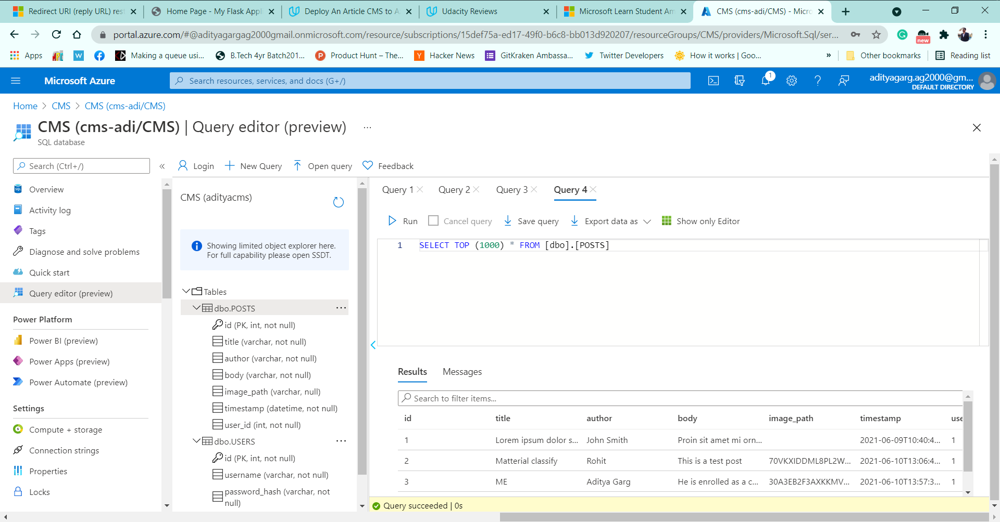 Redirect URI (reply URL) rest
Home Page - My Flask Appl
Deploy An Article CMS to A
Udacity Reviews
Microsoft Learn Student Am
CMS (cms-adi/CMS) - Micro
portal.azure.com/#@adityagargag2000gmail.onmicrosoft.com/resource/subscriptions/15def75a-ed17-49f0-b6c8-bb013d920207/resourceGroups/CMS/providers/Microsoft.Sql/ser...
new
Apps
W
Making a queue usi...
B.Tech 4yr Batch201...
P
Product Hunt – The...
Y
Hacker News
GitKraken Ambassa...
Twitter Developers
How it works | Goo...
»
Other bookmarks
Reading list
Microsoft Azure
Search resources, services, and docs (G+/)
1
adityagarg.ag2000@gm...
DEFAULT DIRECTORY
Home > CMS > CMS (cms-adi/CMS)
CMS (cms-adi/CMS) | Query editor (preview) ...
SQL database
Search (Ctrl+/)
«
Login
New Query
Open query
Feedback
SQL
Overview
Activity log
Tags
Diagnose and solve problems
Quick start
Query editor (preview)
Power Platform
Power BI (preview)
Power Apps (preview)
Power Automate (preview)
Settings
Compute + storage
Connection strings
Properties
Locks
CMS (adityacms)
Showing limited object explorer here.
For full capability please open SSDT.
Tables
dbo.POSTS ...
id (PK, int, not null)
title (varchar, not null)
author (varchar, not null)
body (varchar, not null)
image_path (varchar, null)
timestamp (datetime, not null)
user_id (int, not null)
dbo.USERS ...
id (PK, int, not null)
username (varchar, not null)
password_hash (varchar, not
null)
Query 1
Query 2
Query 3
Query 4
Run
Cancel query
Save query
Export data as
Show only Editor
1 SELECT TOP (1000) * FROM [dbo].[POSTS]
Results
Messages
Search to filter items...
id title author body image_path timestamp use
1 Lorem ipsum dolor s... John Smith Proin sit amet mi orn... 2021-06-09T10:40:4... 1
2 Matterial classify Rohit This is a test post 70VKXIDDML8PL2W... 2021-06-10T13:06:4... 1
3 ME Aditya Garg He is enrolled as a c... 30A3EB2F3AXKKMV... 2021-06-10T13:57:3... 1
Query succeeded | 0s